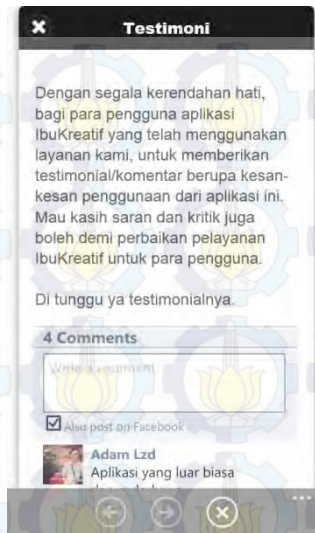 Testimoni
Dengan segala kerendahan hati,
bagi para pengguna aplikasi
IbuKreatif yang telah menggunakan
layanan kami, untuk memberikan
testimonial/komentar berupa kesan-
kesan penggunaan dari aplikasi ini.
Mau kasih saran dan kritik juga
boleh demi perbaikan pelayanan
IbuKreatif untuk para pengguna.
Di tunggu ya testimonialnya.
4 Comments
Write a comment
Also post on Facebook
Adam Lzd
Aplikasi yang luar biasa